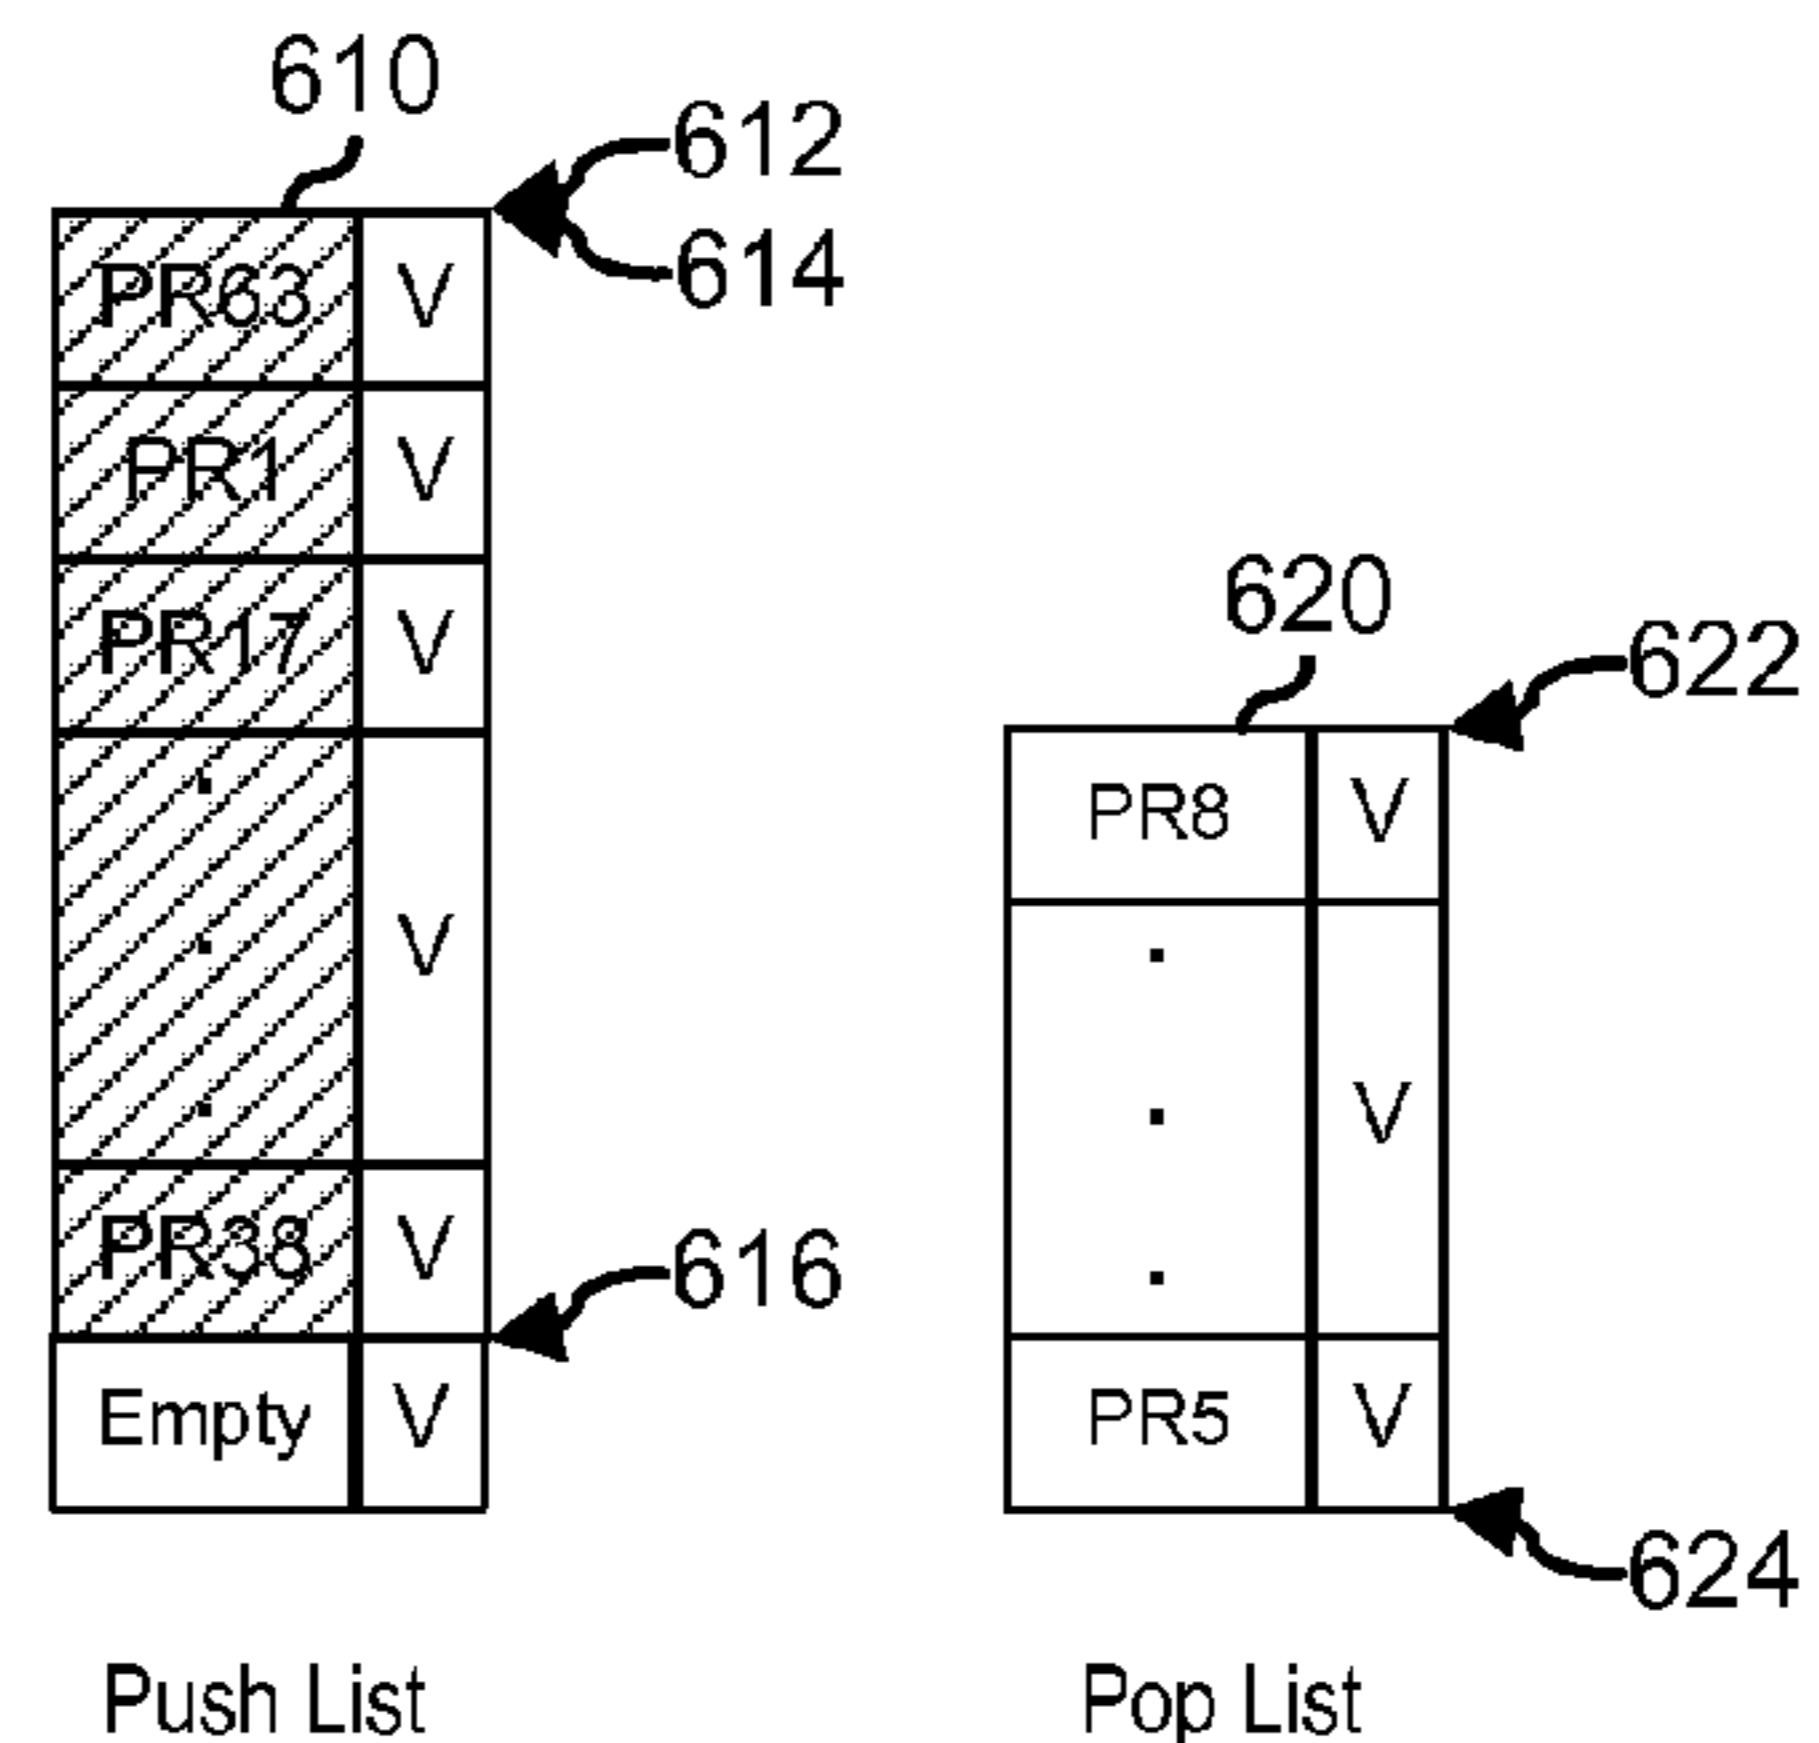 610
612
614
PR63 V
PR1 V
PR17 V
V
PR38 V
616
Empty V
Push List
620
622
PR8 V
V
PR5 V
624
Pop List